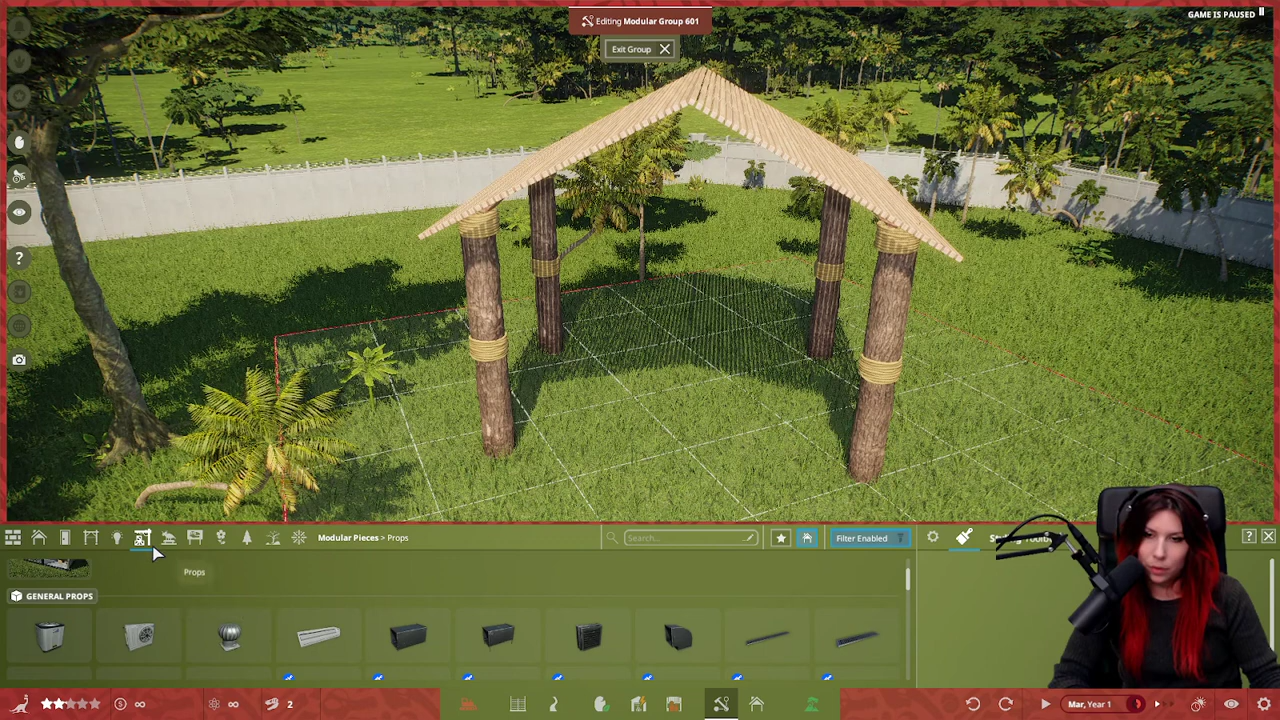 Editing Modular Group 601
GAME IS PAUSED
Exit Group
?
Modular Pieces > Props
Search...
Filter Enabled
?
Props
GENERAL PROPS
∞
∞
2
Mar, Year 1